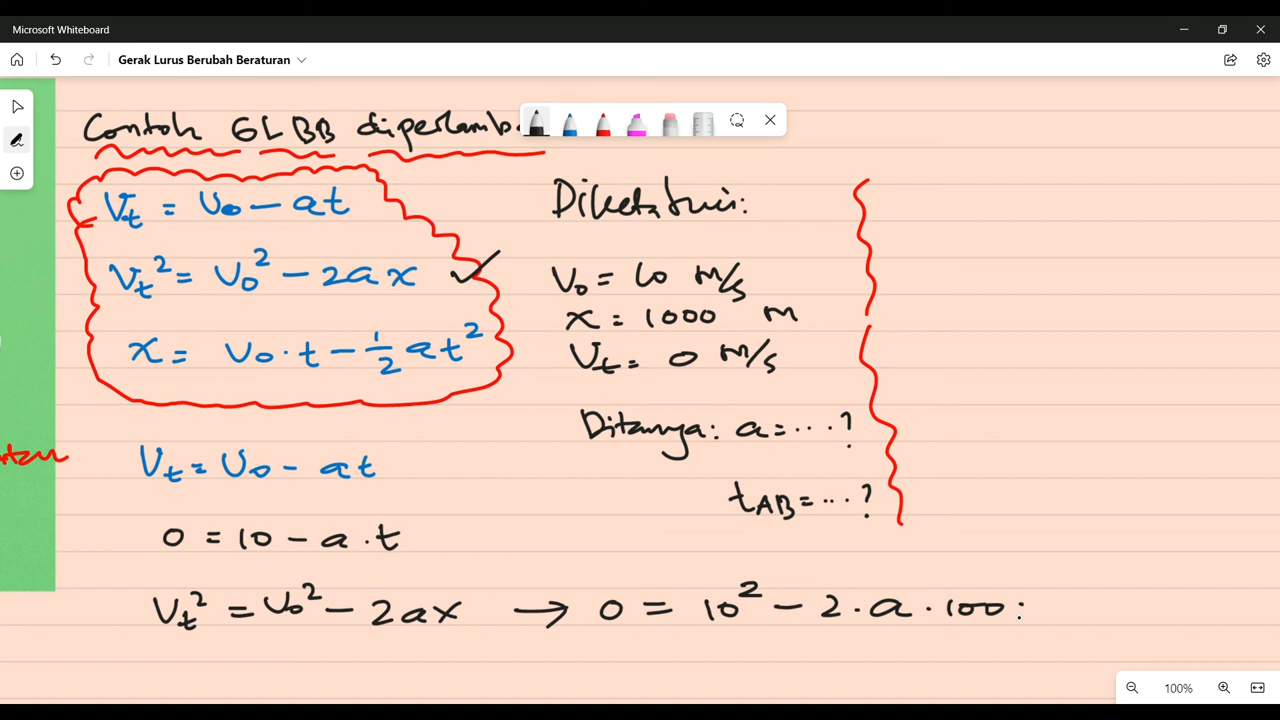 Microsoft Whiteboard
Gerak Lurus Berubah Beraturan
Contoh GLBB diperlamba
Vt = Vo - at
Vt² = Vo² - 2ax ✓
x = Vo · t - 1/2 at²
Diketahui:
Vo = 10 m/s
x = 1000 m
Vt = 0 m/s
Ditanya: a = ...?
tAB = ...?
Vt = Vo - at
0 = 10 - a · t
Vt² = Vo² - 2ax → 0 = 10² - 2 · a · 100
100%